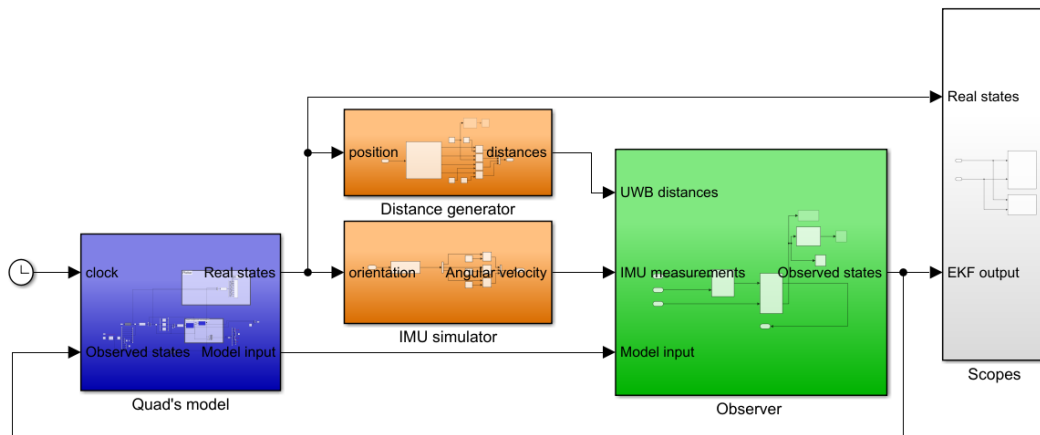 Real states
position
distances
Distance generator
UWB distances
clock
Real states
orientation
Angular velocity
IMU measurements
Observed states
EKF output
IMU simulator
Observed states
Model input
Model input
Scopes
Quad's model
Observer